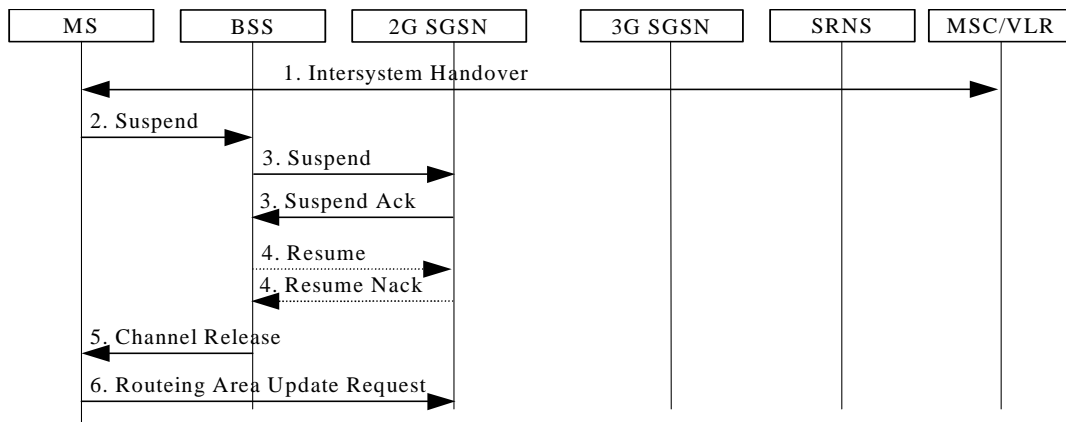 MS
BSS
2G SGSN
3G SGSN
SRNS
MSC/VLR
1. Intersystem Handover
2. Suspend
3. Suspend
3. Suspend Ack
4. Resume
4. Resume Nack
5. Channel Release
6. Routeing Area Update Request